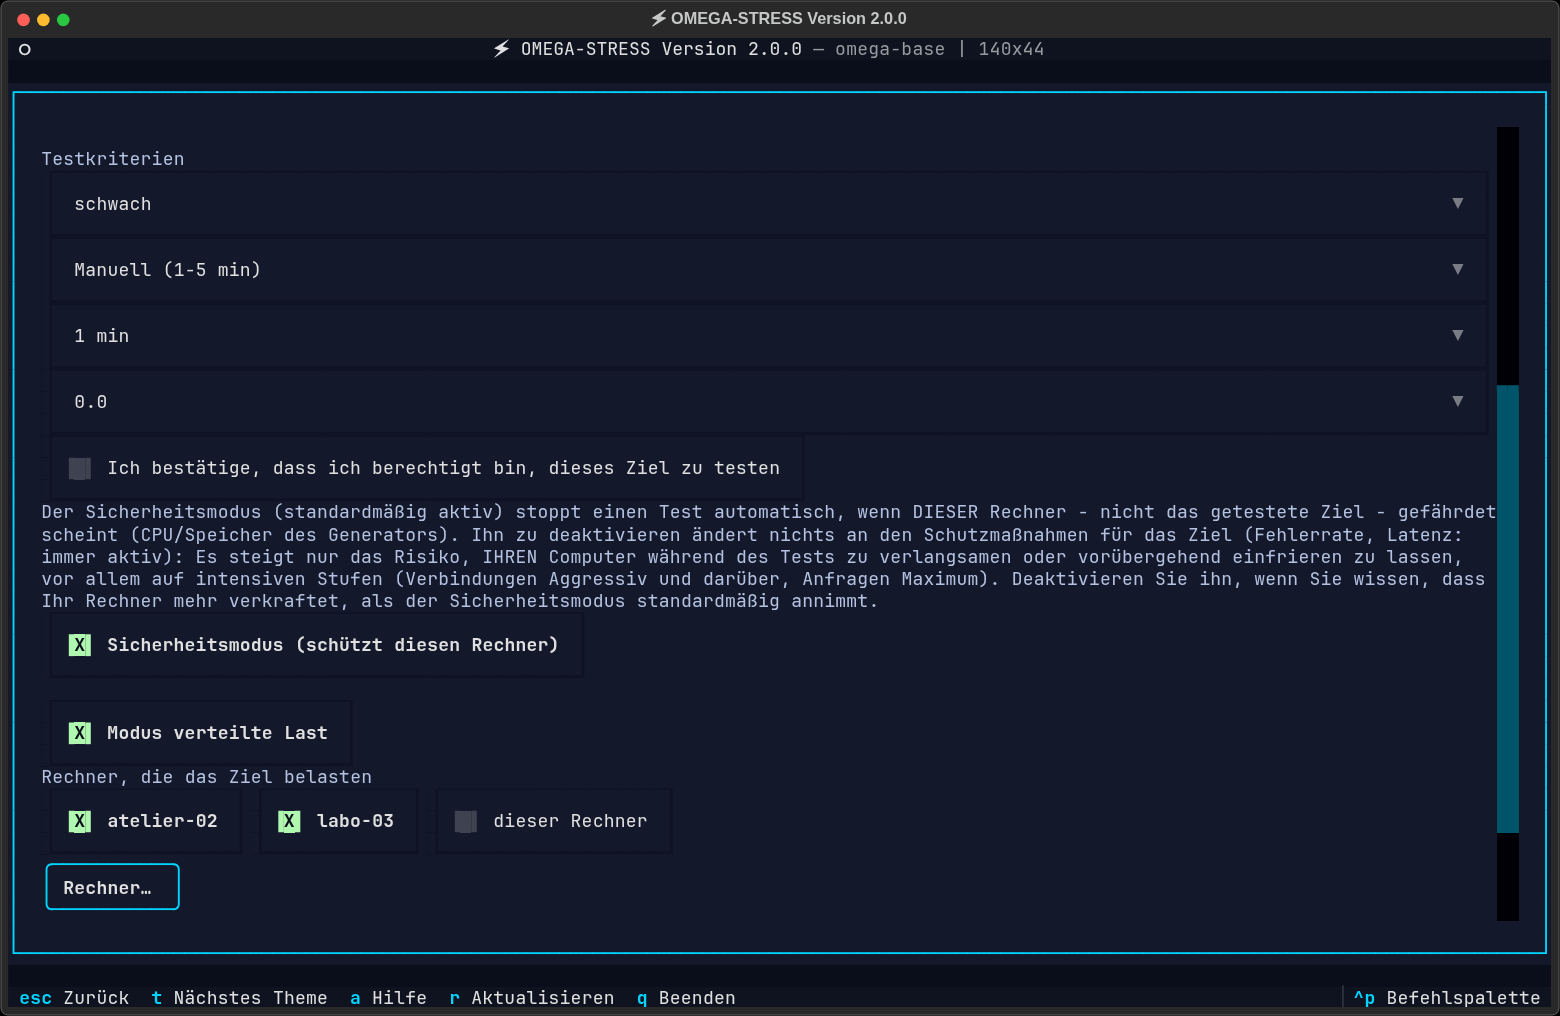 ⚡ OMEGA-STRESS Version 2.0.0
⚡ OMEGA-STRESS Version 2.0.0 — omega-base | 140x44
Testkriterien
schwach ▼
Manuell (1-5 min) ▼
1 min ▼
0.0 ▼
Ich bestätige, dass ich berechtigt bin, dieses Ziel zu testen
Der Sicherheitsmodus (standardmäßig aktiv) stoppt einen Test automatisch, wenn DIESER Rechner - nicht das getestete Ziel - gefährdet
scheint (CPU/Speicher des Generators). Ihn zu deaktivieren ändert nichts an den Schutzmaßnahmen für das Ziel (Fehlerrate, Latenz:
immer aktiv): Es steigt nur das Risiko, IHREN Computer während des Tests zu verlangsamen oder vorübergehend einfrieren zu lassen,
vor allem auf intensiven Stufen (Verbindungen Aggressiv und darüber, Anfragen Maximum). Deaktivieren Sie ihn, wenn Sie wissen, dass
Ihr Rechner mehr verkraftet, als der Sicherheitsmodus standardmäßig annimmt.
X Sicherheitsmodus (schützt diesen Rechner)
X Modus verteilte Last
Rechner, die das Ziel belasten
X atelier-02 X labo-03 dieser Rechner
Rechner…
esc Zurück t Nächstes Theme a Hilfe r Aktualisieren q Beenden ^p Befehlspalette